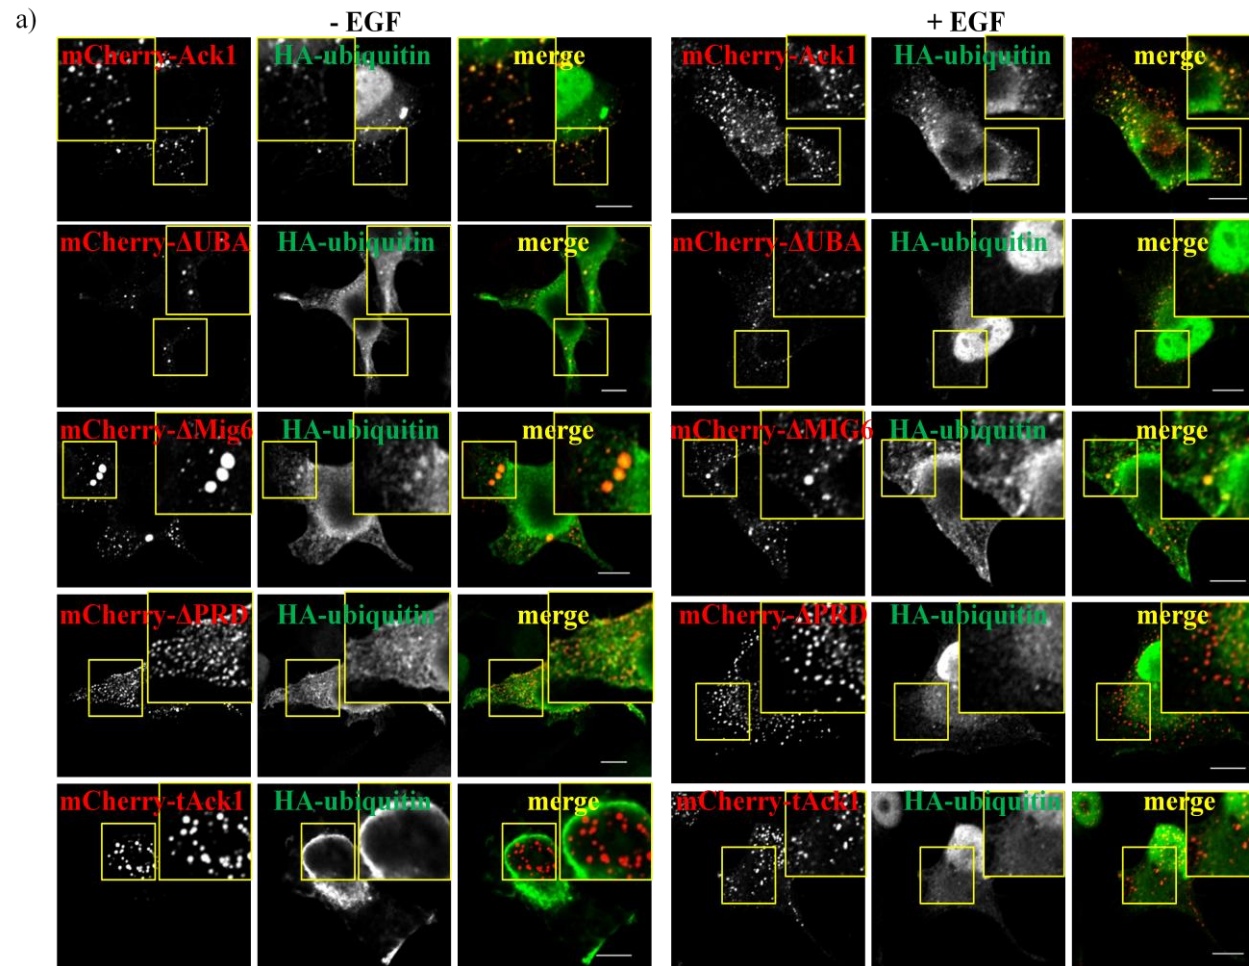 a)
- EGF
+ EGF
mCherry-Ack1 HA-ubiquitin merge
mCherry-Ack1 HA-ubiquitin merge
mCherry-ΔUBA HA-ubiquitin merge
mCherry-ΔUBA HA-ubiquitin merge
mCherry-ΔMig6 HA-ubiquitin merge
mCherry-ΔMIG6 HA-ubiquitin merge
mCherry-ΔPRD HA-ubiquitin merge
mCherry-ΔPRD HA-ubiquitin merge
mCherry-tAck1 HA-ubiquitin merge
mCherry-tAck1 HA-ubiquitin merge